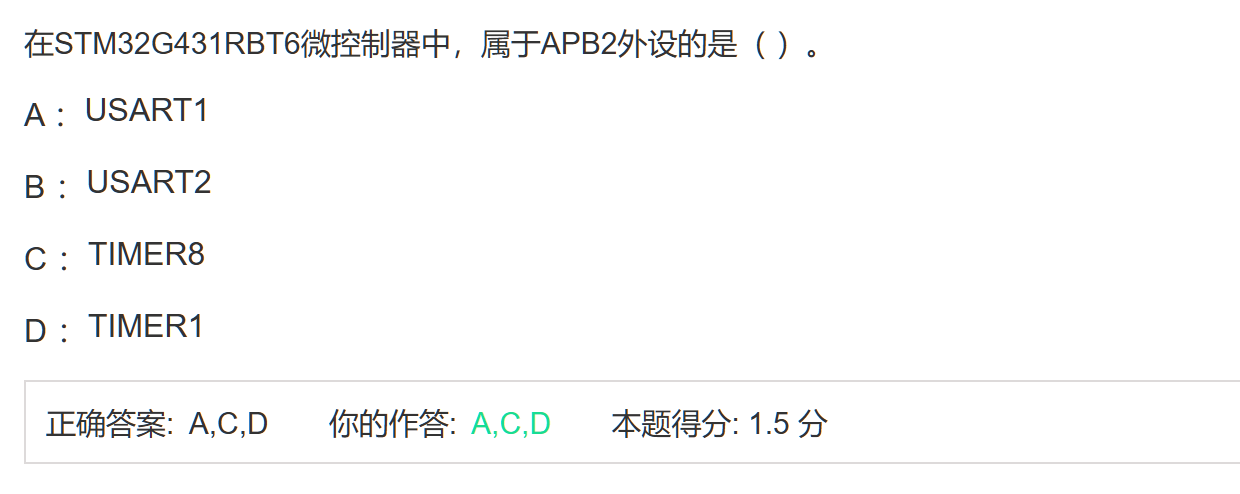 在STM32G431RBT6微控制器中，属于APB2外设的是（ ）。
A ： USART1
B ： USART2
C ： TIMER8
D ： TIMER1
正确答案: A,C,D 你的作答: A,C,D 本题得分: 1.5 分